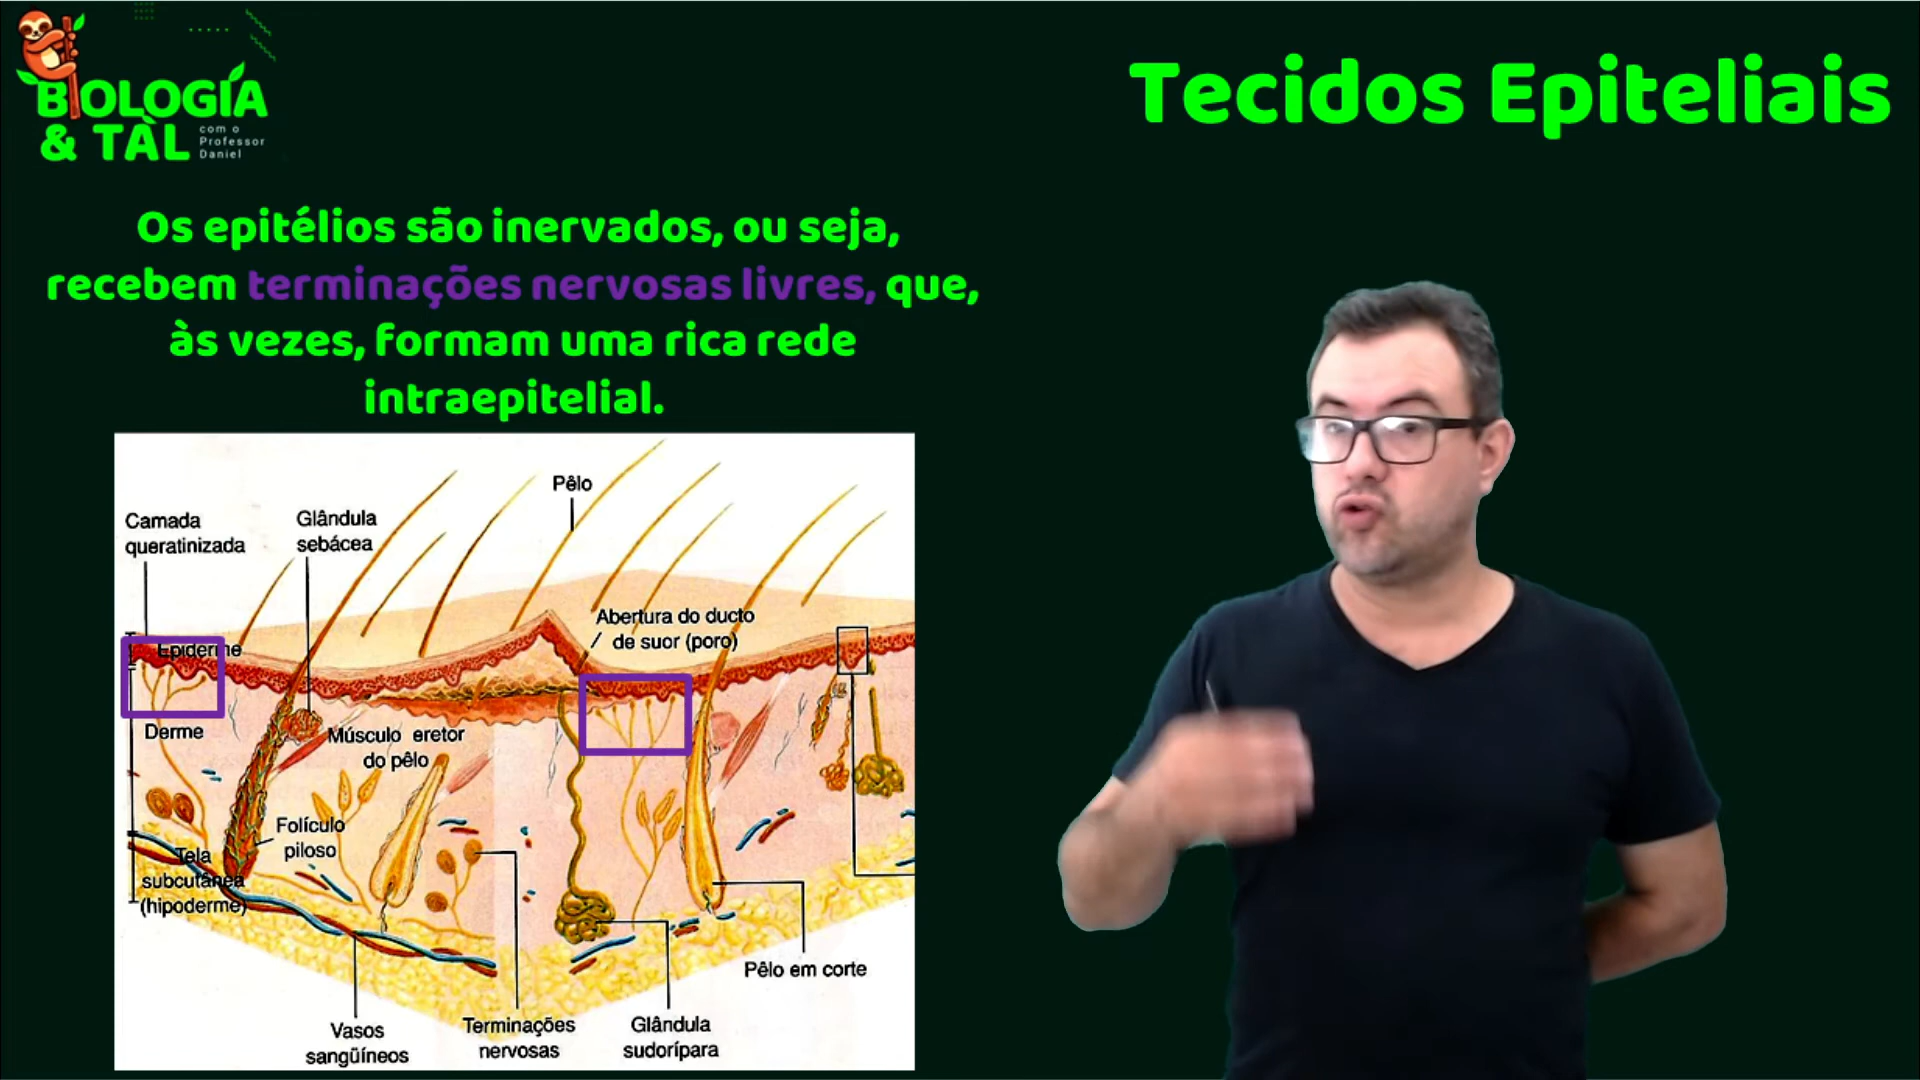 BIOLOGIA
& TAL
com o
Professor
Daniel
Tecidos Epiteliais
Os epitélios são inervados, ou seja,
recebem terminações nervosas livres, que,
às vezes, formam uma rica rede
intraepitelial.
Pêlo
Camada
queratinizada
Glândula
sebácea
Abertura do ducto
de suor (poro)
Epiderme
Derme
Músculo eretor
do pêlo
Folículo
piloso
Tela
subcutânea
(hipoderme)
Pêlo em corte
Vasos
sangüíneos
Terminações
nervosas
Glândula
sudorípara